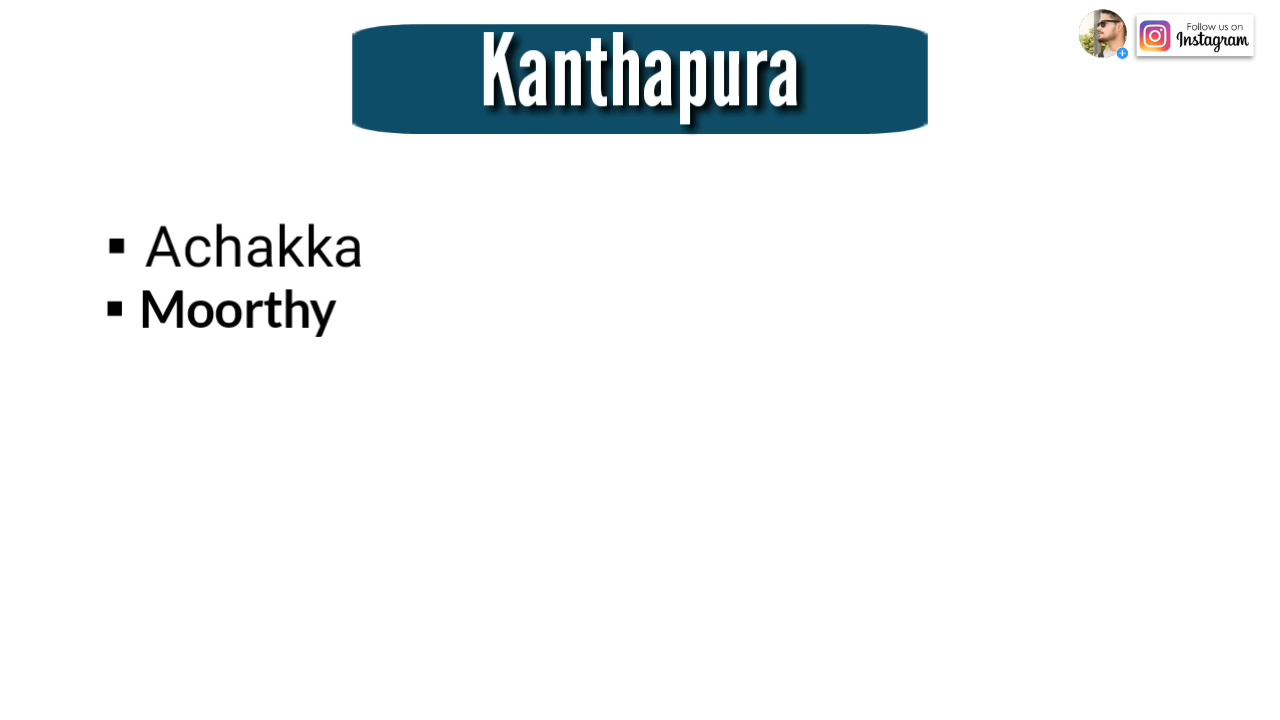 Kanthapura
Follow us on
Instagram
▪ Achakka
▪ Moorthy